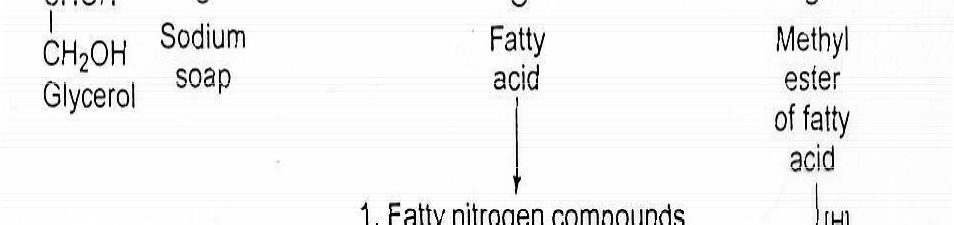 CH₂OH
Glycerol
Sodium
soap
Fatty
acid
Methyl
ester
of fatty
acid
1. Fatty nitrogen compounds
[H]